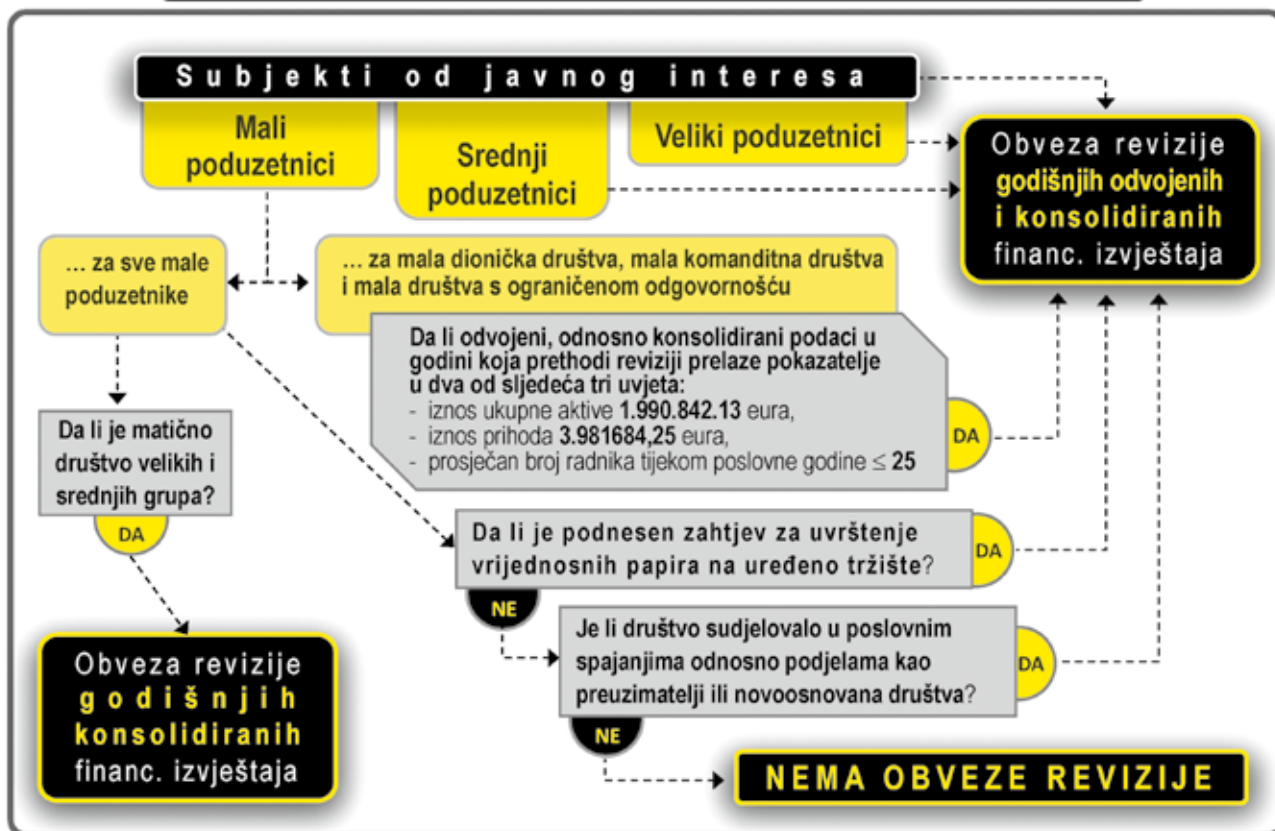 Subjekti od javnog interesa
Mali
poduzetnici
Srednji
poduzetnici
Veliki poduzetnici
Obveza revizije
godišnjih odvojenih
i konsolidiranih
financ. izvještaja
... za sve male
poduzetnike
... za mala dionička društva, mala komanditna društva
i mala društva s ograničenom odgovornošću
Da li odvojeni, odnosno konsolidirani podaci u
godini koja prethodi reviziji prelaze pokazatelje
u dva od sljedeća tri uvjeta:
- iznos ukupne aktive 1.990.842.13 eura,
- iznos prihoda 3.981684,25 eura,
- prosječan broj radnika tijekom poslovne godine ≤ 25
DA
Da li je matično
društvo velikih i
srednjih grupa?
DA
Da li je podnesen zahtjev za uvrštenje
vrijednosnih papira na uređeno tržište?
DA
NE
Je li društvo sudjelovalo u poslovnim
spajanjima odnosno podjelama kao
preuzimatelji ili novoosnovana društva?
DA
NE
Obveza revizije
godišnjih
konsolidiranih
financ. izvještaja
NEMA OBVEZE REVIZIJE